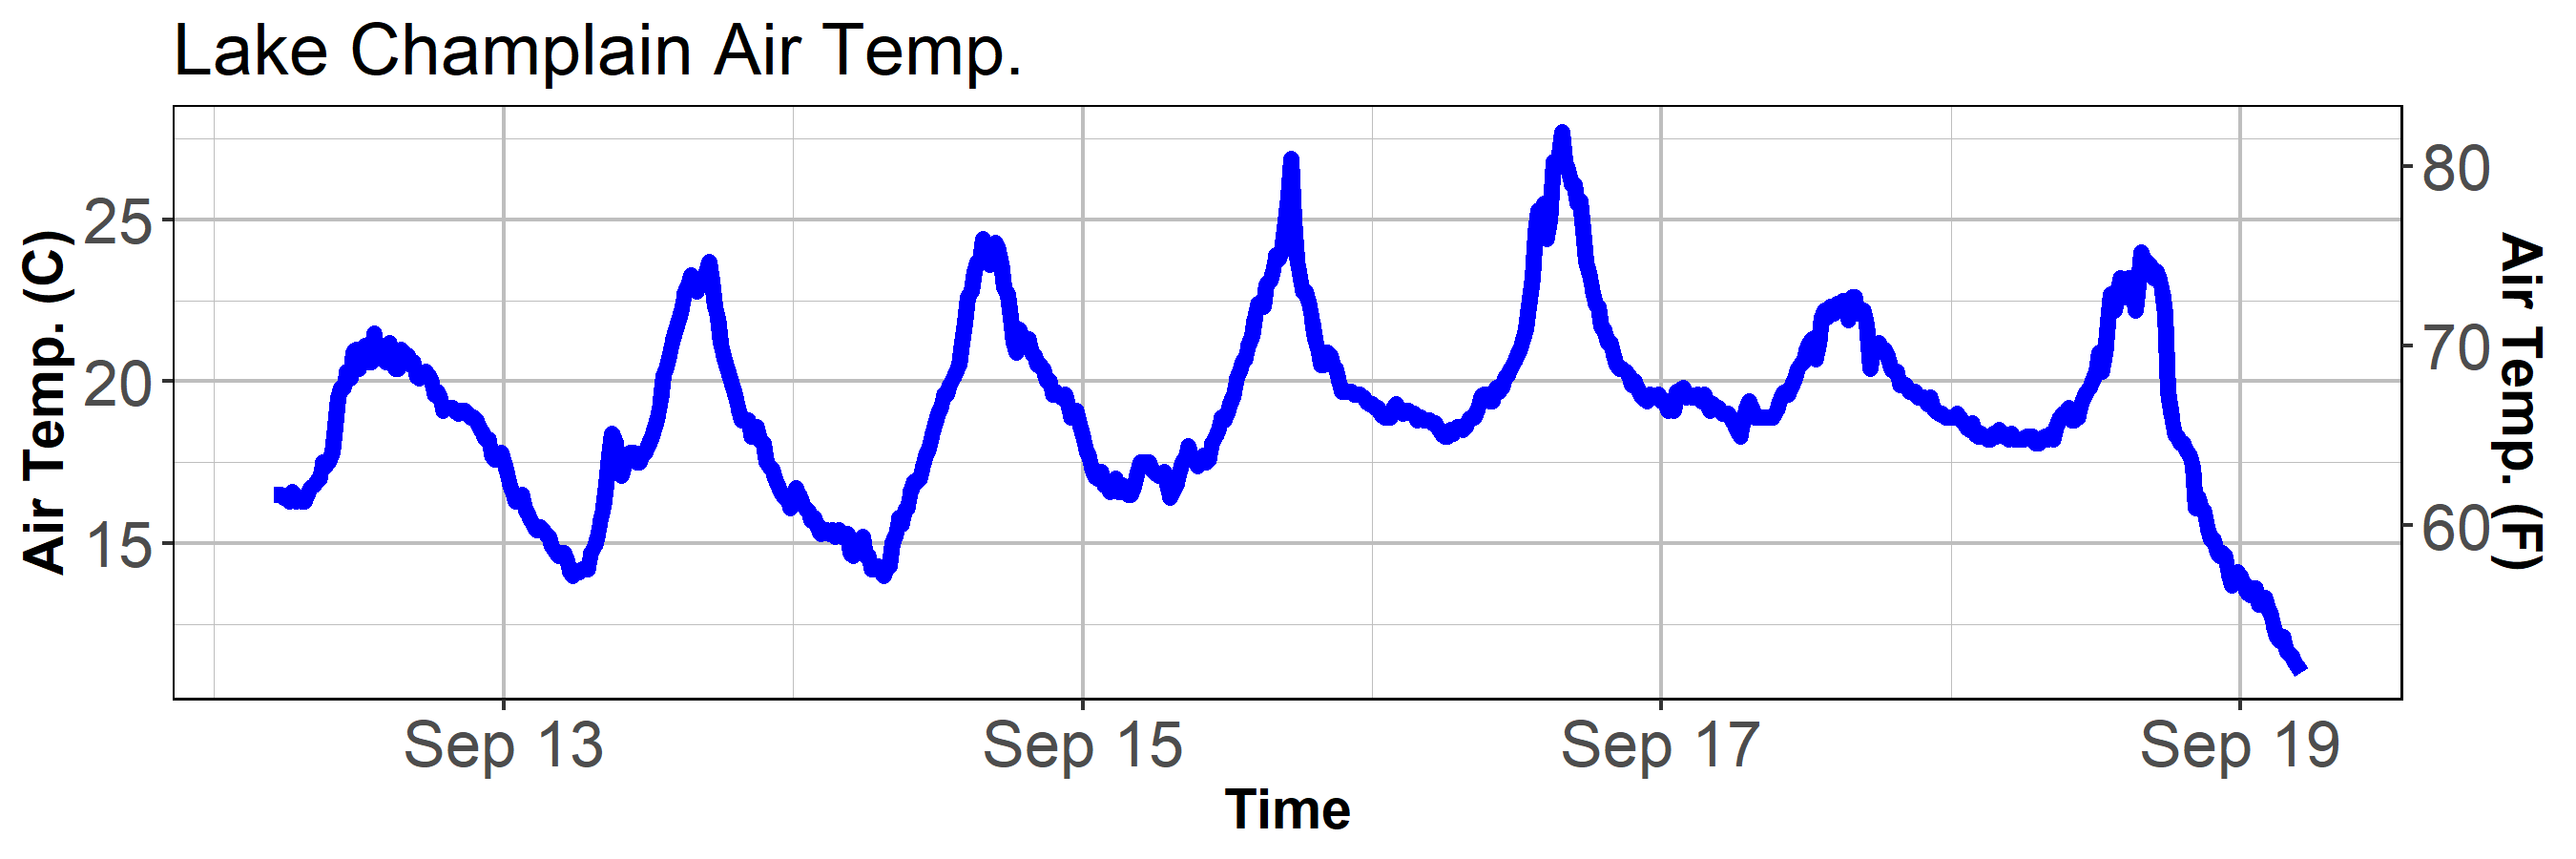 Lake Champlain Air Temp.
Air Temp. (C)
25
20
15
80
70
60
Air Temp. (F)
Sep 13 Sep 15 Sep 17 Sep 19
Time